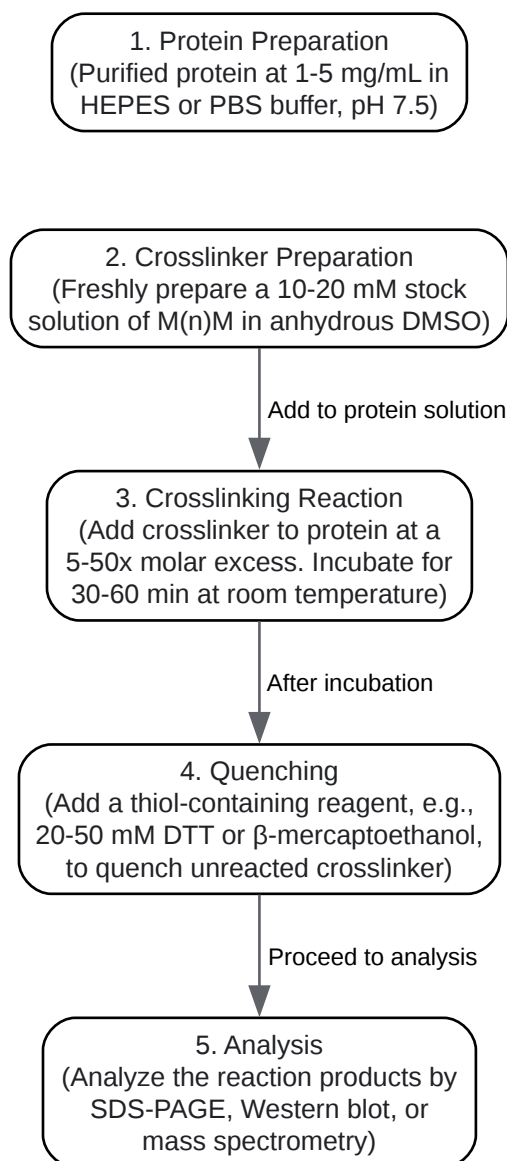 1. Protein Preparation
(Purified protein at 1-5 mg/mL in
HEPES or PBS buffer, pH 7.5)
2. Crosslinker Preparation
(Freshly prepare a 10-20 mM stock
solution of M(n)M in anhydrous DMSO)
Add to protein solution
3. Crosslinking Reaction
(Add crosslinker to protein at a
5-50x molar excess. Incubate for
30-60 min at room temperature)
After incubation
4. Quenching
(Add a thiol-containing reagent, e.g.,
20-50 mM DTT or β-mercaptoethanol,
to quench unreacted crosslinker)
Proceed to analysis
5. Analysis
(Analyze the reaction products by
SDS-PAGE, Western blot, or
mass spectrometry)